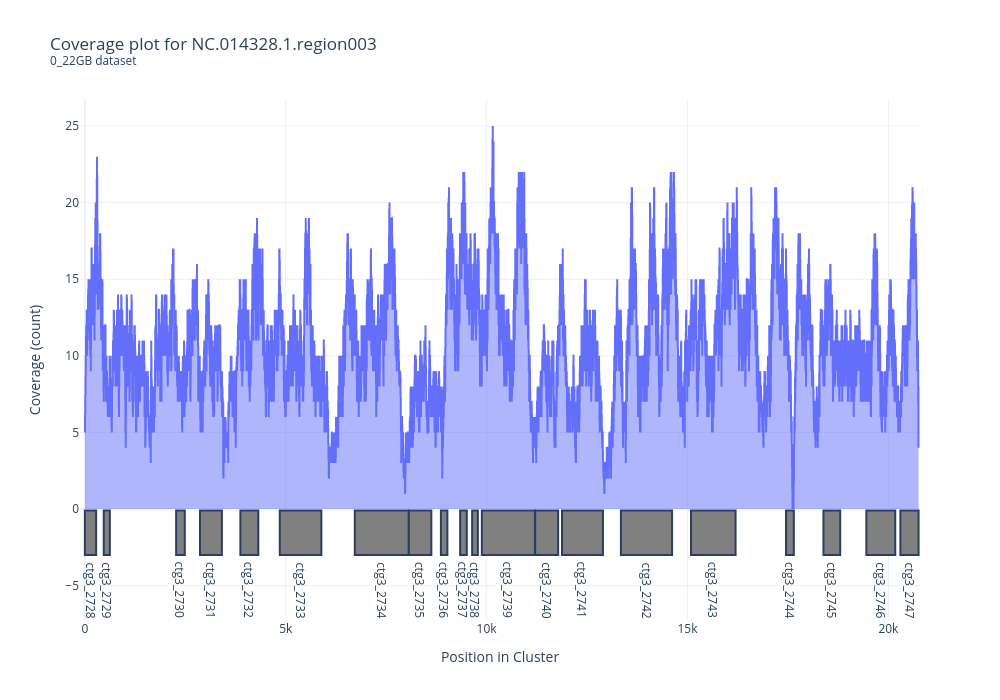 Coverage plot for NC.014328.1.region003
0_22GB dataset
25
20
15
10
5
0
−5
Coverage (count)
ctg3_2728
ctg3_2729
ctg3_2730
ctg3_2731
ctg3_2732
ctg3_2733
ctg3_2734
ctg3_2735
ctg3_2736
ctg3_2737
ctg3_2738
ctg3_2739
ctg3_2740
ctg3_2741
ctg3_2742
ctg3_2743
ctg3_2744
ctg3_2745
ctg3_2746
ctg3_2747
0 5k 10k 15k 20k
Position in Cluster